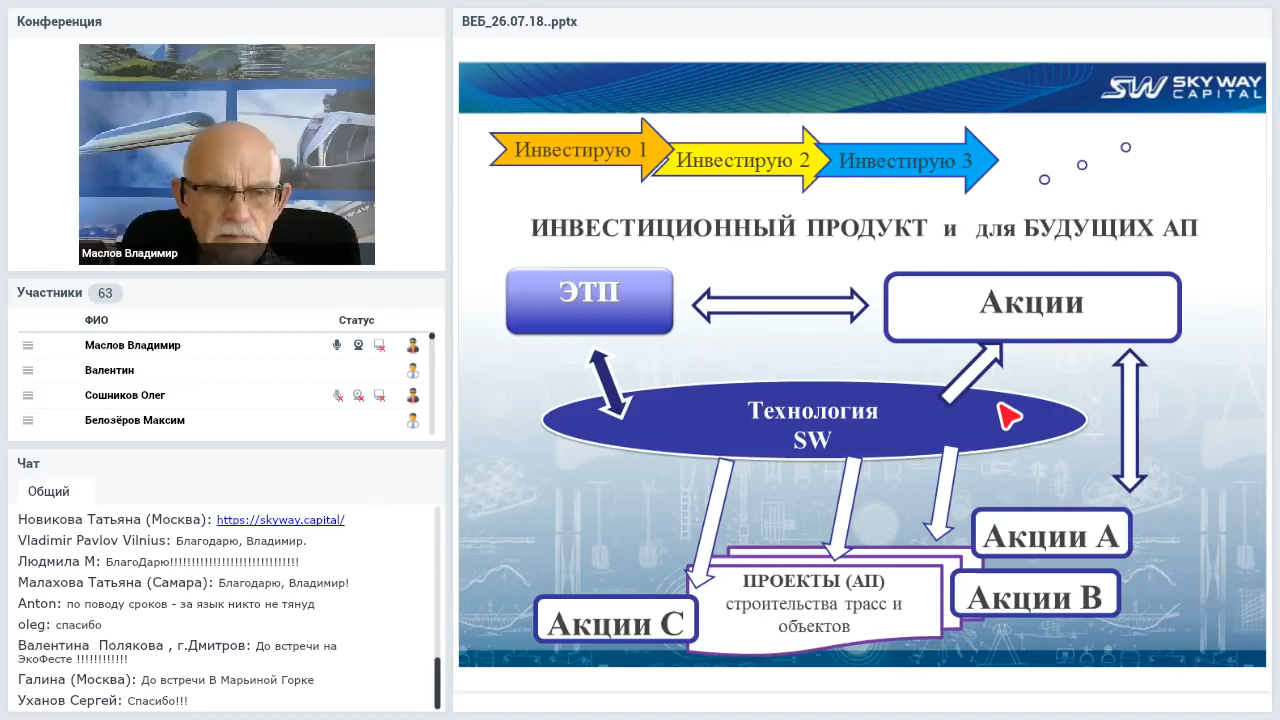 Конференция
Маслов Владимир
Участники 63
ФИО Статус
Маслов Владимир
Валентин
Сошников Олег
Белозёров Максим
Чат
Общий
Новикова Татьяна (Москва): https://skyway.capital/
Vladimir Pavlov Vilnius: Благодарю, Владимир.
Людмила М: БлагоДарю!!!!!!!!!!!!!!!!!!!!!!!!!!!!!!!
Малахова Татьяна (Самара): Благодарю, Владимир!
Anton: по поводу сроков - за язык никто не тянуд
oleg: спасибо
Валентина Полякова , г.Дмитров: До встречи на
ЭкоФесте !!!!!!!!!!!!
Галина (Москва): До встречи В Марьиной Горке
Уханов Сергей: Спасибо!!!
ВЕБ_26.07.18..pptx
SW SKY WAY
CAPITAL
Инвестирую 1
Инвестирую 2
Инвестирую 3
ИНВЕСТИЦИОННЫЙ ПРОДУКТ и для БУДУЩИХ АП
ЭТП
Акции
Технология
SW
Акции А
ПРОЕКТЫ (АП)
строительства трасс и
объектов
Акции В
Акции С